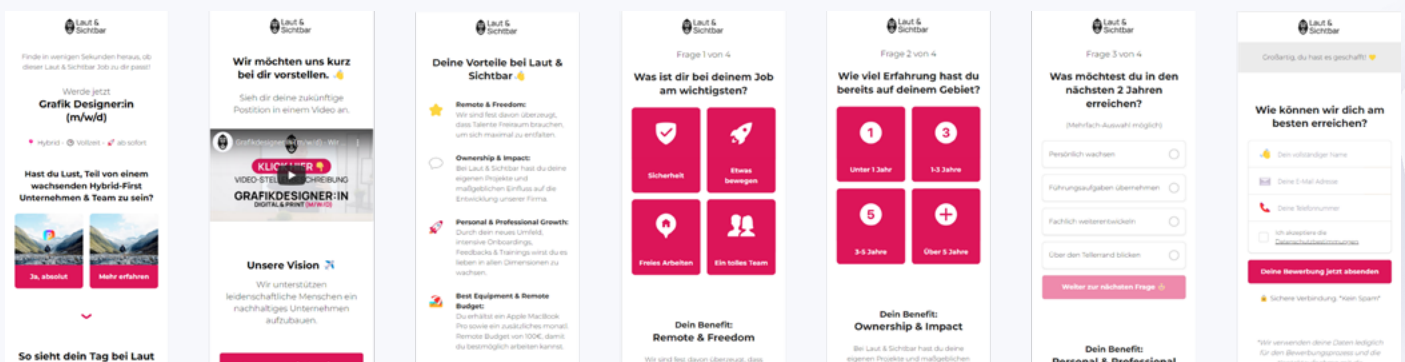 Laut &
Sichtbar
Finde in wenigen Sekunden heraus, ob
dieser Laut & Sichtbar Job zu dir passt!
Werde jetzt
Grafik Designer:in
(m/w/d)
Hybrid - Vollzeit - ab sofort
Hast du Lust, Teil von einem
wachsenden Hybrid-First
Unternehmen & Team zu sein?
Ja, absolut
Mehr erfahren
So sieht dein Tag bei Laut
Laut &
Sichtbar
Wir möchten uns kurz
bei dir vorstellen.
Sieh dir deine zukünftige
Postition in einem Video an.
Grafikdesigner:in (m/w/d) - Wir
KLICK HIER
VIDEO-STELLENBESCHREIBUNG
GRAFIKDESIGNER:IN
DIGITAL & PRINT (M/W/D)
Unsere Vision
Wir unterstützen
leidenschaftliche Menschen ein
nachhaltiges Unternehmen
aufzubauen.
Laut &
Sichtbar
Deine Vorteile bei Laut &
Sichtbar
Remote & Freedom:
Wir sind fest davon überzeugt,
dass Talente Freiraum brauchen,
um sich maximal zu entfalten.
Ownership & Impact:
Bei Laut & Sichtbar hast du deine
eigenen Projekte und
maßgeblichen Einfluss auf die
Entwicklung unserer Firma.
Personal & Professional Growth:
Durch dein neues Umfeld,
intensive Onboardings,
Feedbacks & Trainings wirst du es
lieben in allen Dimensionen zu
wachsen.
Best Equipment & Remote
Budget:
Du erhältst ein Apple MacBook
Pro sowie ein zusätzliches monatl.
Remote Budget von 100€, damit
du bestmöglich arbeiten kannst.
Laut &
Sichtbar
Frage 1 von 4
Was ist dir bei deinem Job
am wichtigsten?
Sicherheit
Etwas
bewegen
Freies Arbeiten
Ein tolles Team
Dein Benefit:
Remote & Freedom
Wir sind fest davon überzeugt, dass
Laut &
Sichtbar
Frage 2 von 4
Wie viel Erfahrung hast du
bereits auf deinem Gebiet?
1
Unter 1 Jahr
3
1-3 Jahre
5
3-5 Jahre
Über 5 Jahre
Dein Benefit:
Ownership & Impact
Bei Laut & Sichtbar hast du deine
eigenen Projekte und maßgeblichen
Laut &
Sichtbar
Frage 3 von 4
Was möchtest du in den
nächsten 2 Jahren
erreichen?
(Mehrfach-Auswahl möglich)
Persönlich wachsen
Führungsaufgaben übernehmen
Fachlich weiterentwickeln
Über den Tellerrand blicken
Weiter zur nächsten Frage
Dein Benefit:
Personal & Professional
Laut &
Sichtbar
Großartig, du hast es geschafft!
Wie können wir dich am
besten erreichen?
Dein vollständiger Name
Deine E-Mail Adresse
Deine Telefonnummer
Ich akzeptiere die
Datenschutzbestimmungen
Deine Bewerbung jetzt absenden
Sichere Verbindung. *Kein Spam*
*Wir verwenden deine Daten lediglich
für den Bewerbungsprozess und die